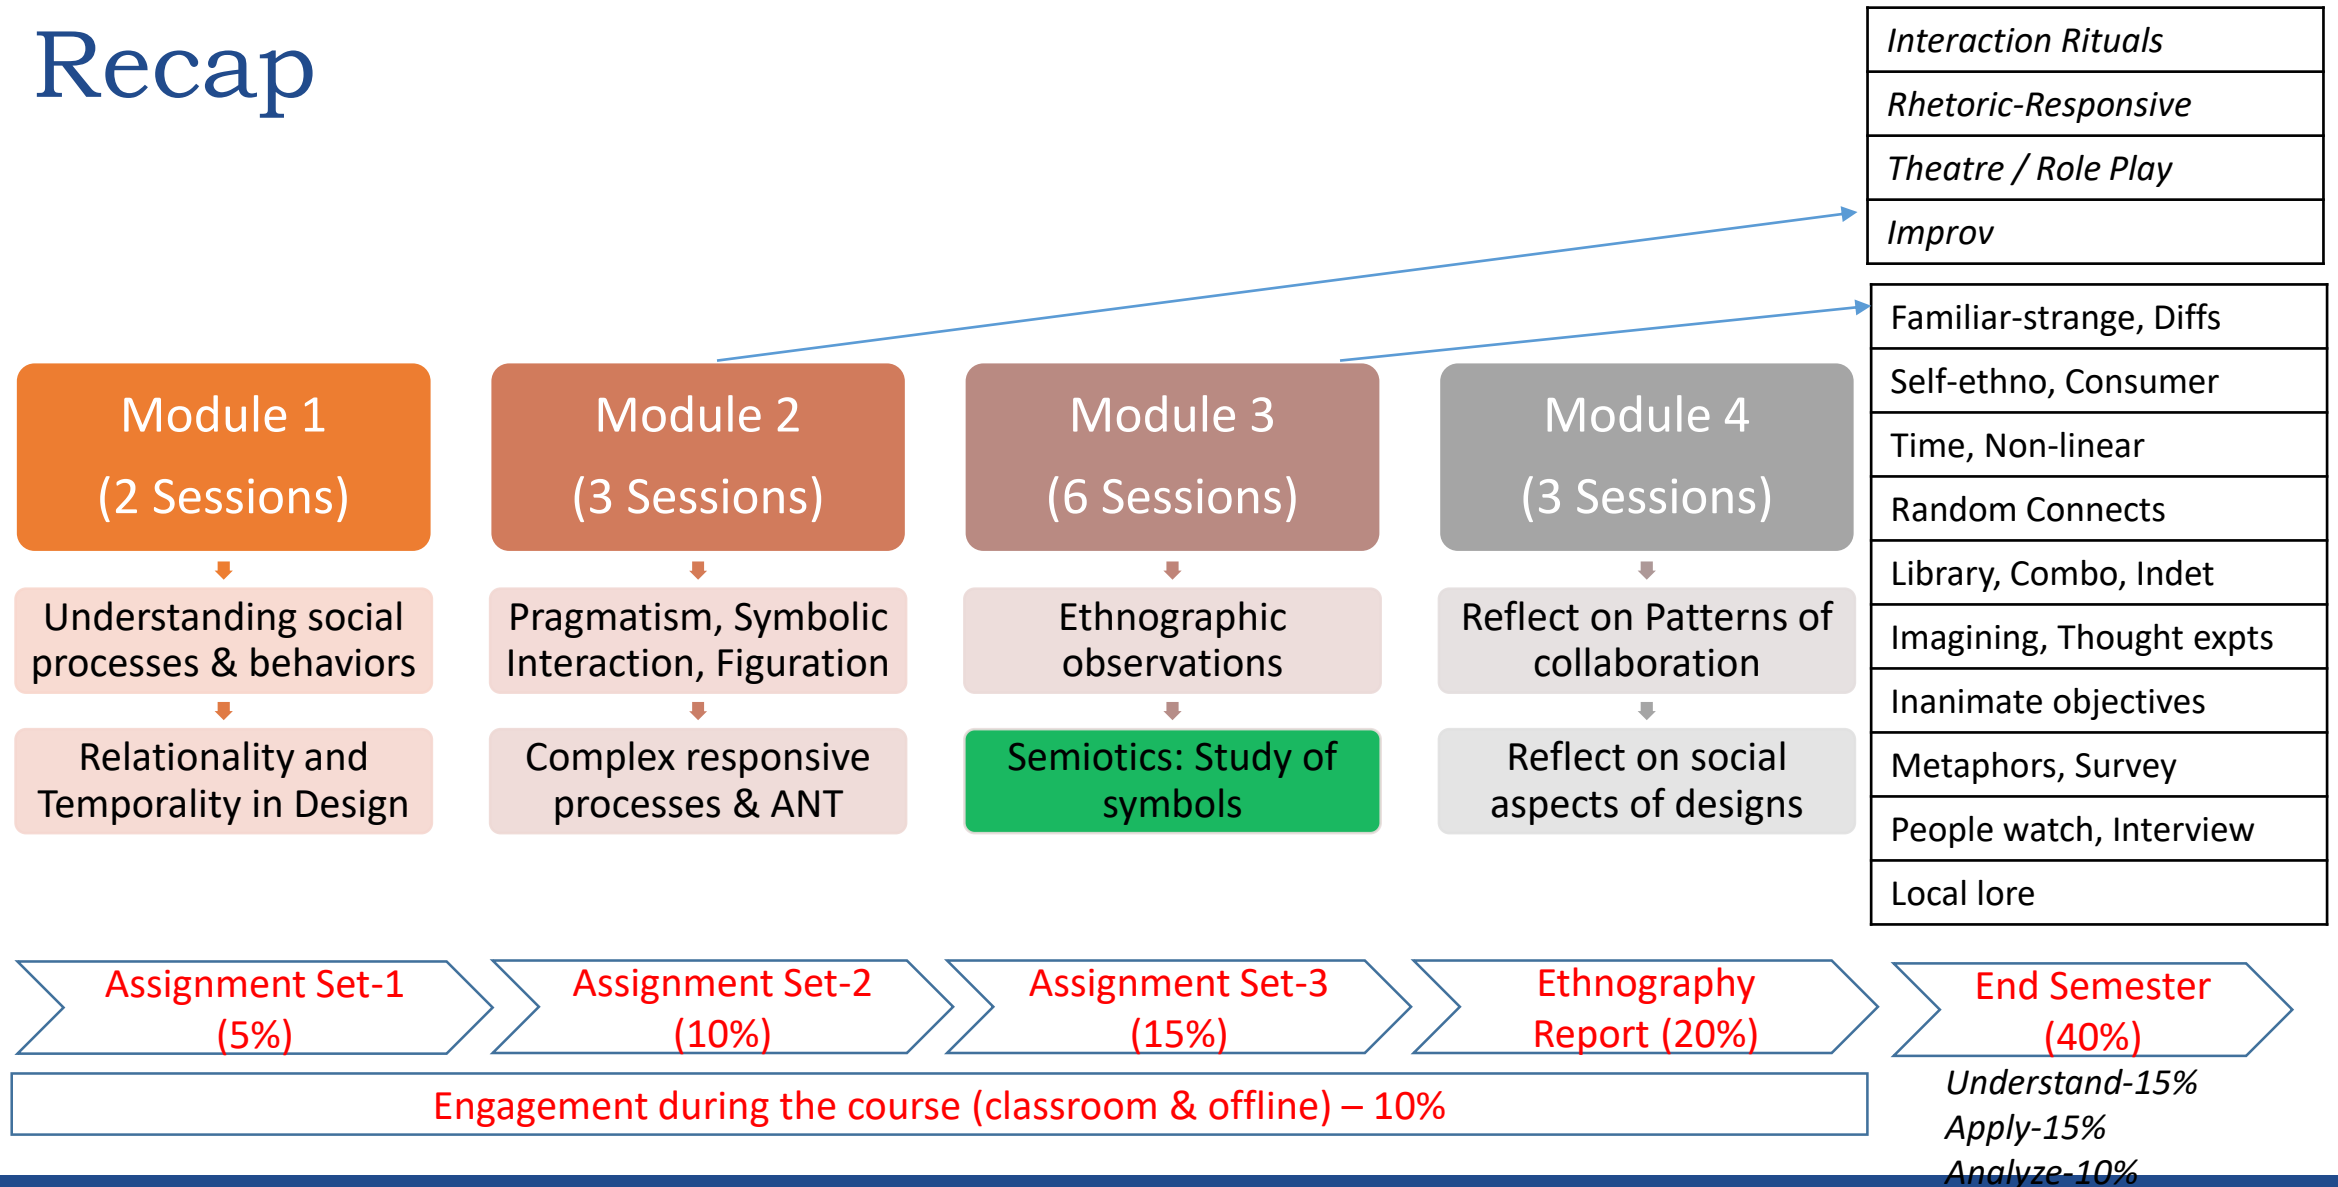 Recap
Interaction Rituals
Rhetoric-Responsive
Theatre / Role Play
Improv
Familiar-strange, Diffs
Self-ethno, Consumer
Time, Non-linear
Random Connects
Library, Combo, Indet
Imagining, Thought expts
Inanimate objectives
Metaphors, Survey
People watch, Interview
Local lore
Module 1
(2 Sessions)
Understanding social
processes & behaviors
Relationality and
Temporality in Design
Module 2
(3 Sessions)
Pragmatism, Symbolic
Interaction, Figuration
Complex responsive
processes & ANT
Module 3
(6 Sessions)
Ethnographic
observations
Semiotics: Study of
symbols
Module 4
(3 Sessions)
Reflect on Patterns of
collaboration
Reflect on social
aspects of designs
Assignment Set-1
(5%)
Assignment Set-2
(10%)
Assignment Set-3
(15%)
Ethnography
Report (20%)
End Semester
(40%)
Understand-15%
Apply-15%
Analyze-10%
Engagement during the course (classroom & offline) – 10%